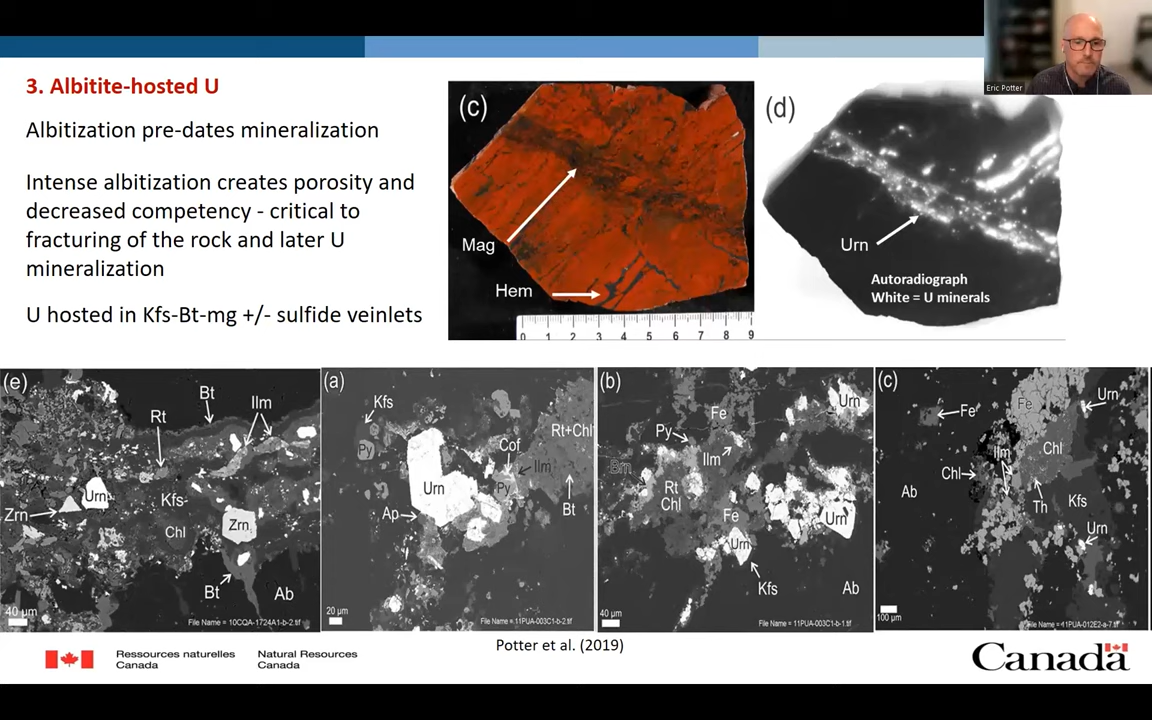 Eric Potter
3. Albitite-hosted U
Albitization pre-dates mineralization
Intense albitization creates porosity and
decreased competency - critical to
fracturing of the rock and later U
mineralization
U hosted in Kfs-Bt-mg +/- sulfide veinlets
(c)
Mag
Hem
0 1 2 3 4 5 6 7 8 9
(d)
Urn
Autoradiograph
White = U minerals
(e)
Bt
Ilm
Rt
Urn
Zrn
Kfs-
Chl
Zrn
Bt
Ab
40 µm
File Name = 10CQA-1724A1-b-2.tif
(a)
Kfs
Py
Cof
Rt+Chl
Ilm
Urn
Py
Ap
Bt
20 µm
File Name = 11PUA-003C1-b-2.tif
(b)
Urn
Fe
Py
Ilm
Rt
Chl
Fe
Urn
Urn
Kfs
Ab
40 µm
File Name = 11PUA-003C1-b-1.tif
(c)
Urn
Fe
Fe
Ilm
Chl
Chl
Ab
Th
Kfs
Urn
100 µm
File Name = 11PUA-012E2-a-7.tif
Potter et al. (2019)
Ressources naturelles
Canada
Natural Resources
Canada
Canada